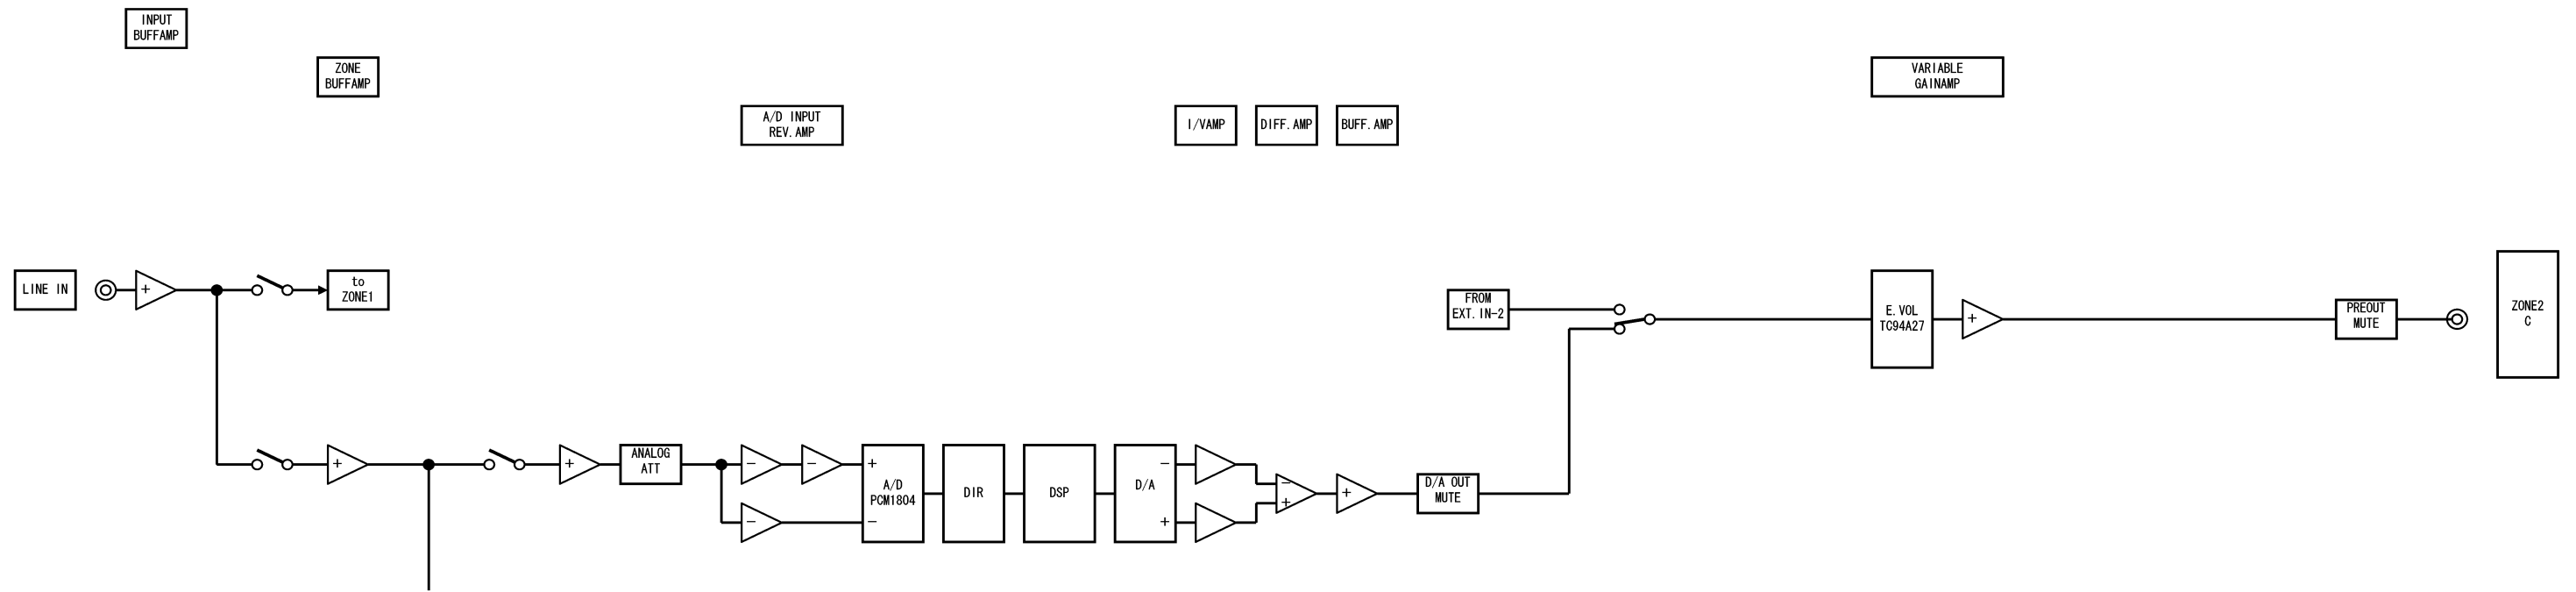 INPUT
BUFFAMP
ZONE
BUFFAMP
VARIABLE
GAINAMP
A/D INPUT
REV.AMP
I/VAMP
DIFF.AMP
BUFF.AMP
LINE IN
+
to
ZONE1
FROM
EXT.IN-2
E.VOL
TC94A27
+
PREOUT
MUTE
ZONE2
C
+
+
ANALOG
ATT
−
−
−
+
A/D
PCM1804
−
DIR
DSP
−
D/A
+
−
+
+
D/A OUT
MUTE